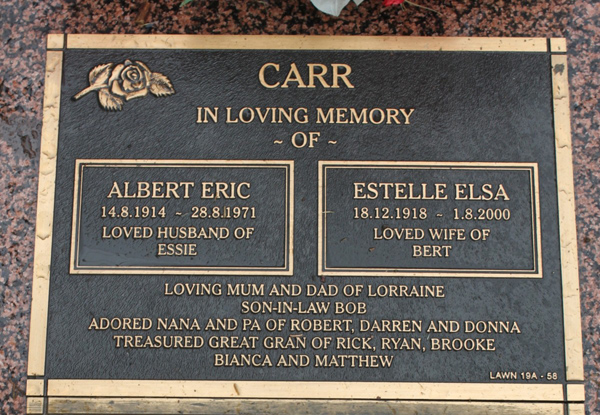 CARR
IN LOVING MEMORY
~ OF ~
ALBERT ERIC
14.8.1914 ~ 28.8.1971
LOVED HUSBAND OF
ESSIE
ESTELLE ELSA
18.12.1918 - 1.8.2000
LOVED WIFE OF
BERT
LOVING MUM AND DAD OF LORRAINE
SON-IN-LAW BOB
ADORED NANA AND PA OF ROBERT, DARREN AND DONNA
TREASURED GREAT GRAN OF RICK, RYAN, BROOKE
BIANCA AND MATTHEW
LAWN 19A - 58